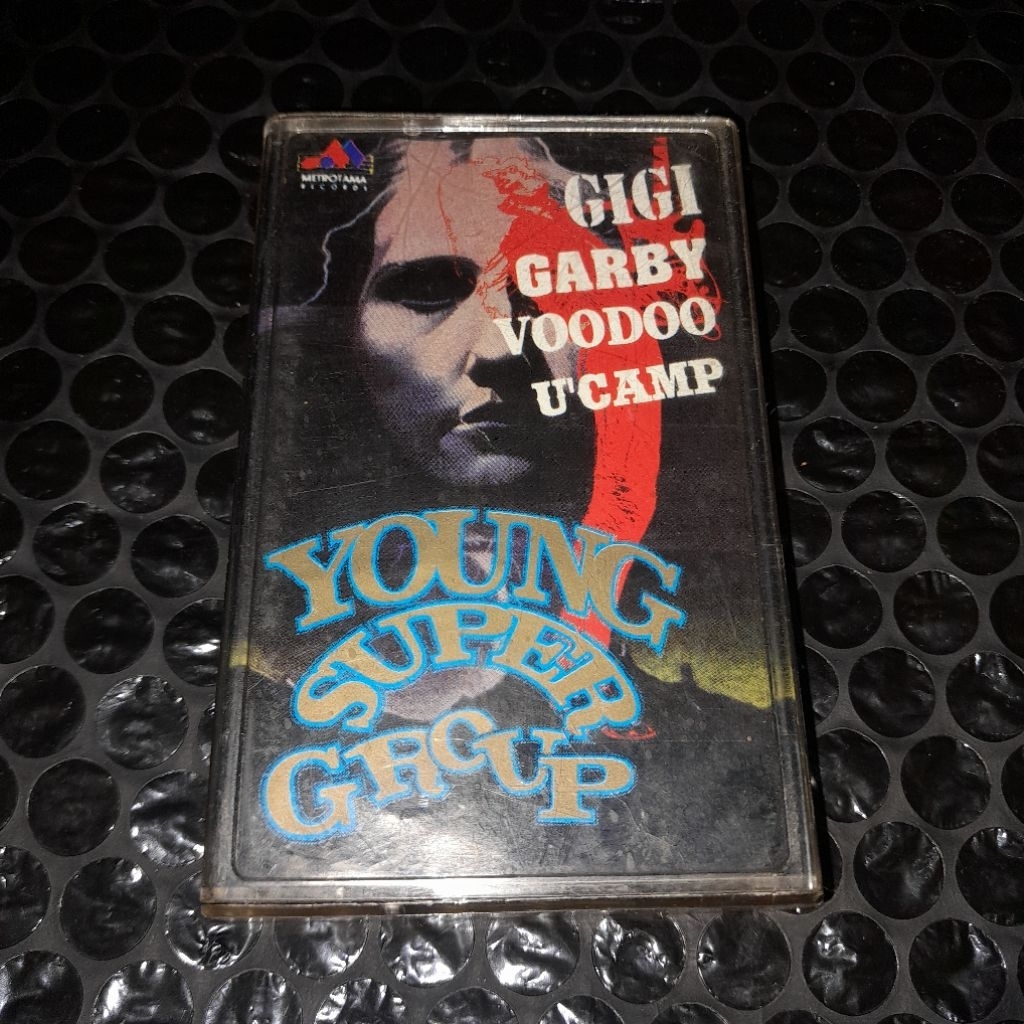 METROTAMA
RECORDS
GIGI
GARBY
VOODOO
U'CAMP
YOUNG
SUPER
GROUP